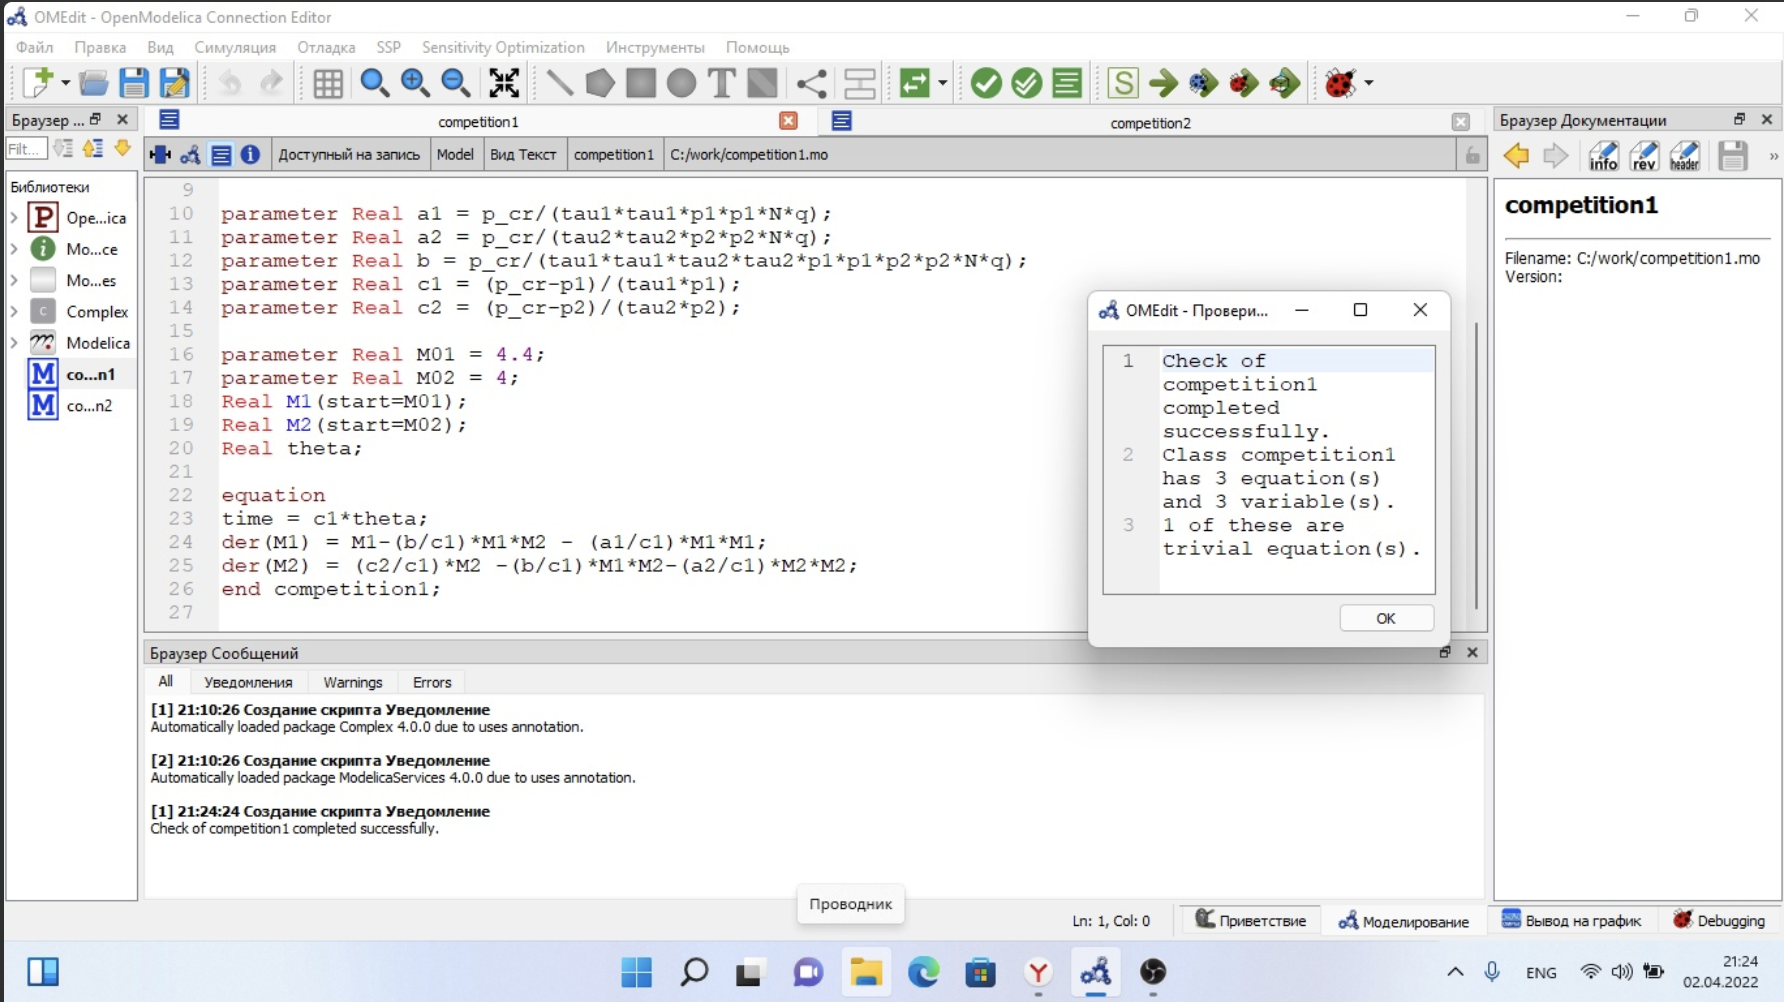 OMEdit - OpenModelica Connection Editor
Файл Правка Вид Симуляция Отладка SSP Sensitivity Optimization Инструменты Помощь
Браузер ...
competition1
competition2
Браузер Документации
Filt...
Доступный на запись Model Вид Текст competition1 C:/work/competition1.mo
info rev header
Библиотеки
P Ope...ica
i Mo...ce
Mo...es
C Complex
Modelica
M co...n1
M co...n2
9
10 parameter Real a1 = p_cr/(tau1*tau1*p1*p1*N*q);
11 parameter Real a2 = p_cr/(tau2*tau2*p2*p2*N*q);
12 parameter Real b = p_cr/(tau1*tau1*tau2*tau2*p1*p1*p2*p2*N*q);
13 parameter Real c1 = (p_cr-p1)/(tau1*p1);
14 parameter Real c2 = (p_cr-p2)/(tau2*p2);
15
16 parameter Real M01 = 4.4;
17 parameter Real M02 = 4;
18 Real M1(start=M01);
19 Real M2(start=M02);
20 Real theta;
21
22 equation
23 time = c1*theta;
24 der(M1) = M1-(b/c1)*M1*M2 - (a1/c1)*M1*M1;
25 der(M2) = (c2/c1)*M2 -(b/c1)*M1*M2-(a2/c1)*M2*M2;
26 end competition1;
27
OMEdit - Провери...
1 Check of
competition1
completed
successfully.
2 Class competition1
has 3 equation(s)
and 3 variable(s).
3 1 of these are
trivial equation(s).
OK
competition1
Filename: C:/work/competition1.mo
Version:
Браузер Сообщений
All Уведомления Warnings Errors
[1] 21:10:26 Создание скрипта Уведомление
Automatically loaded package Complex 4.0.0 due to uses annotation.
[2] 21:10:26 Создание скрипта Уведомление
Automatically loaded package ModelicaServices 4.0.0 due to uses annotation.
[1] 21:24:24 Создание скрипта Уведомление
Check of competition1 completed successfully.
Проводник
Ln: 1, Col: 0 Приветствие Моделирование Вывод на график Debugging
ENG
21:24
02.04.2022